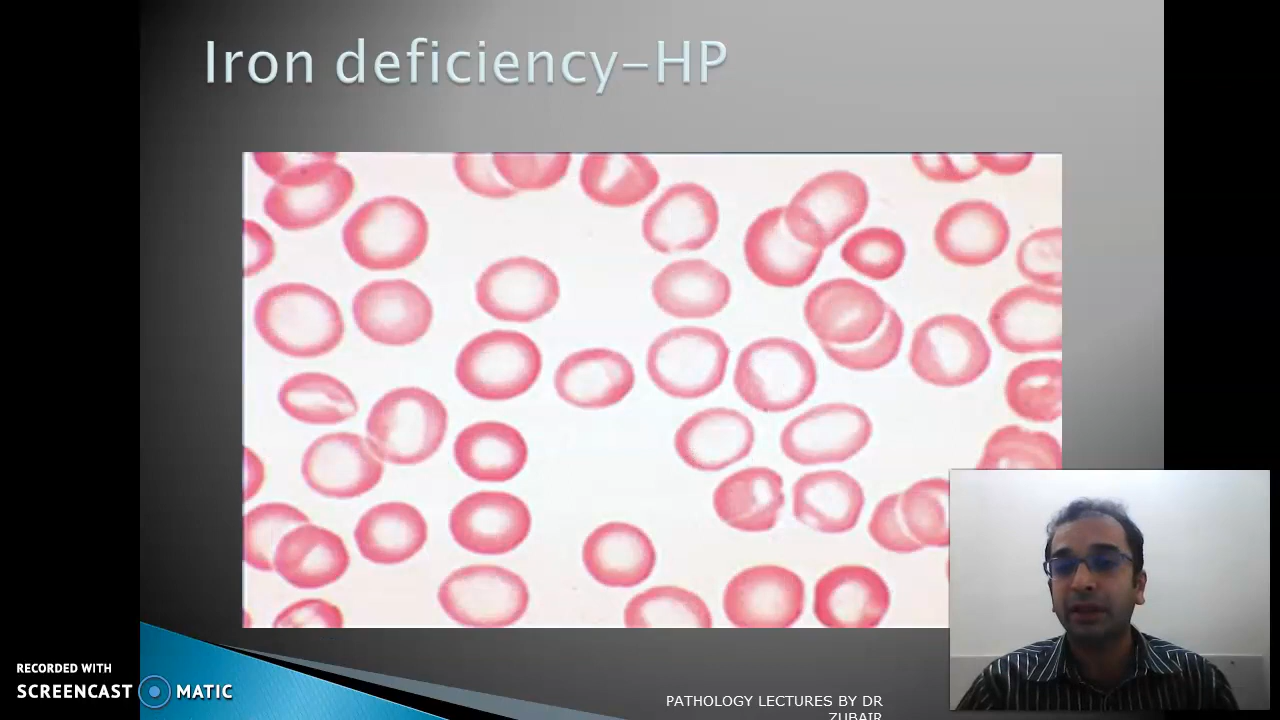 Iron deficiency-HP
RECORDED WITH
SCREENCAST MATIC
PATHOLOGY LECTURES BY DR
ZUBAIR